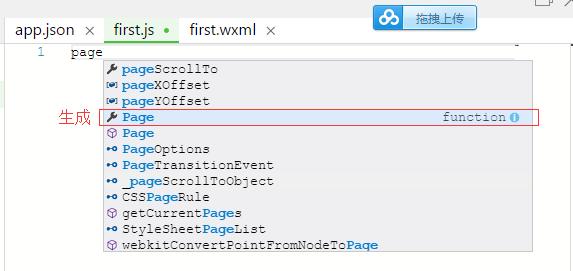 拖拽上传
app.json first.js first.wxml
1 page
pageScrollTo
pageXOffset
pageYOffset
生成 Page function
Page
PageOptions
PageTransitionEvent
_pageScrollToObject
CSSPageRule
getCurrentPages
StyleSheetPageList
webkitConvertPointFromNodeToPage